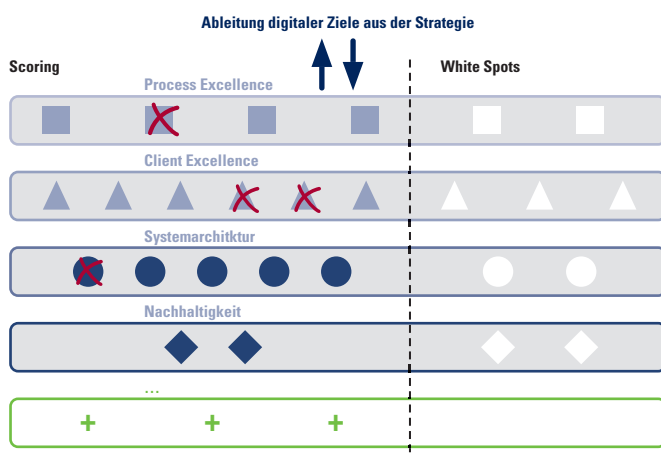 Ableitung digitaler Ziele aus der Strategie
Scoring
White Spots
Process Excellence
Client Excellence
Systemarchitktur
Nachhaltigkeit
...
+ + +